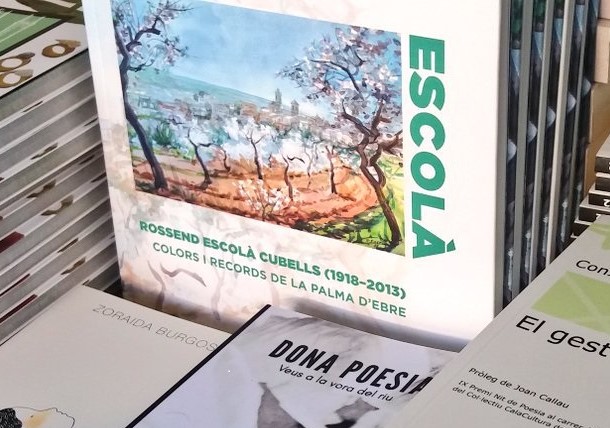 ESCOLÀ
ROSSEND ESCOLÀ CUBELLS (1918-2013)
COLORS I RECORDS DE LA PALMA D'EBRE
ZORAIDA BURGOS
DONA POESIA
Veus a la vora del riu
El gest
Pròleg de Joan Callau
IX Premi Nit de Poesia al carrer
del Col·lectiu CalaCultura de